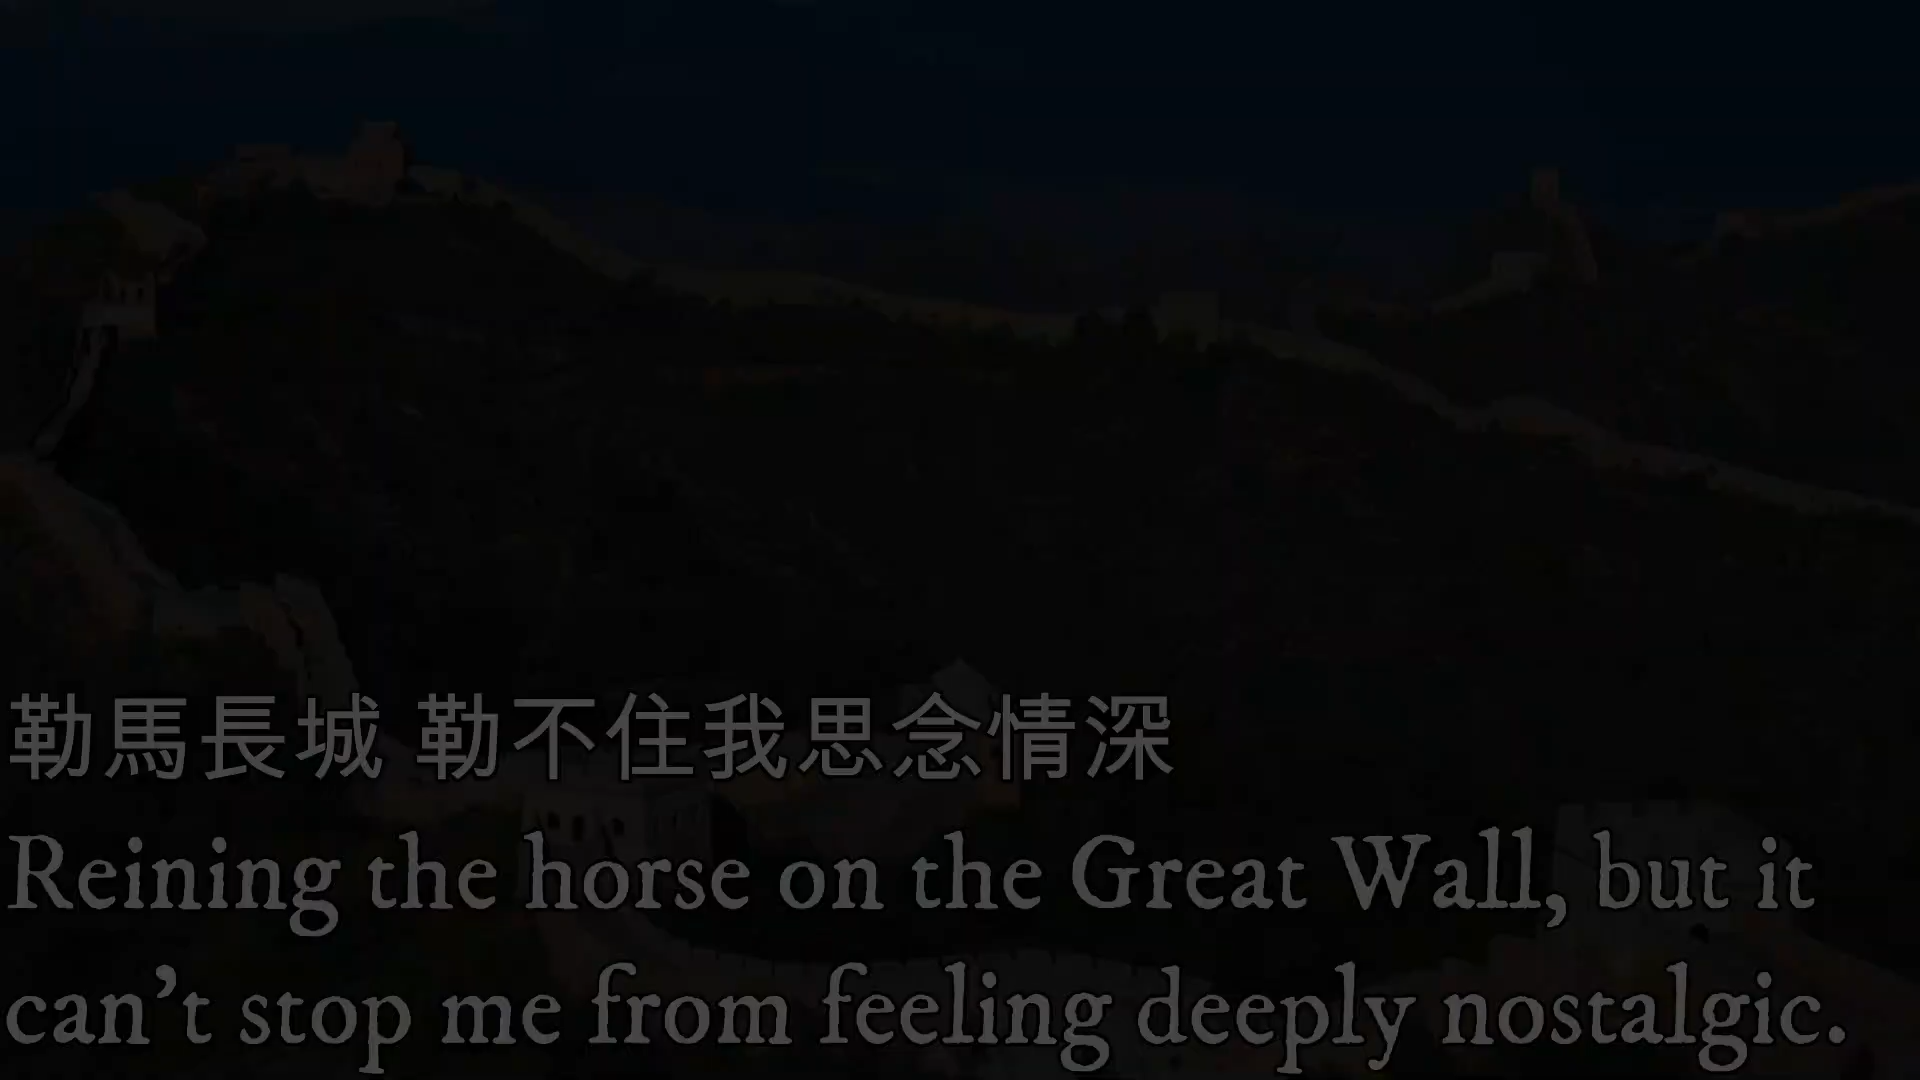 勒馬長城 勒不住我思念情深
Reining the horse on the Great Wall, but it
can’t stop me from feeling deeply nostalgic.